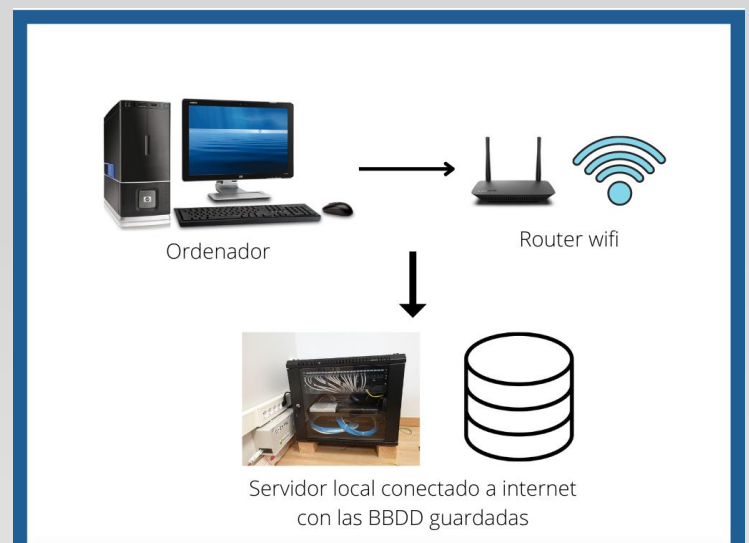 Ordenador
Router wifi
Servidor local conectado a internet
con las BBDD guardadas